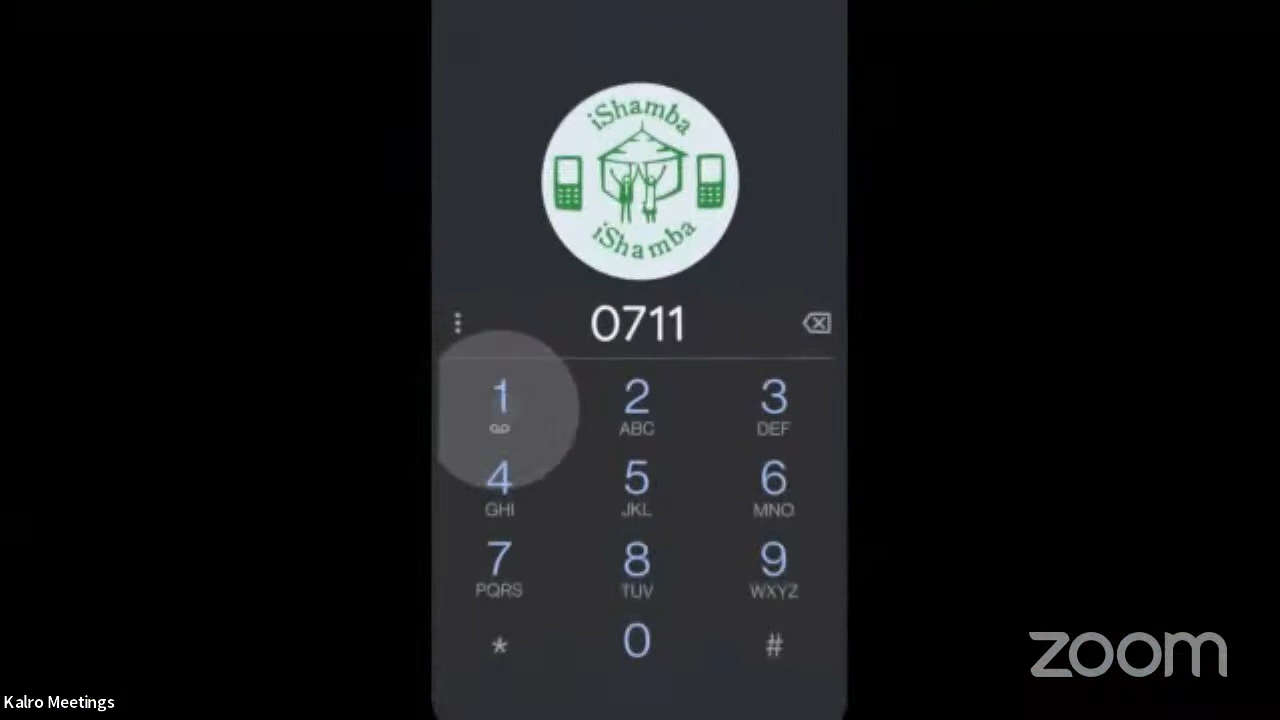 iShamba
iShamba
0711
1 2 3
ABC DEF
4 5 6
GHI JKL MNO
7 8 9
PQRS TUV WXYZ
* 0 #
zoom
Kalro Meetings